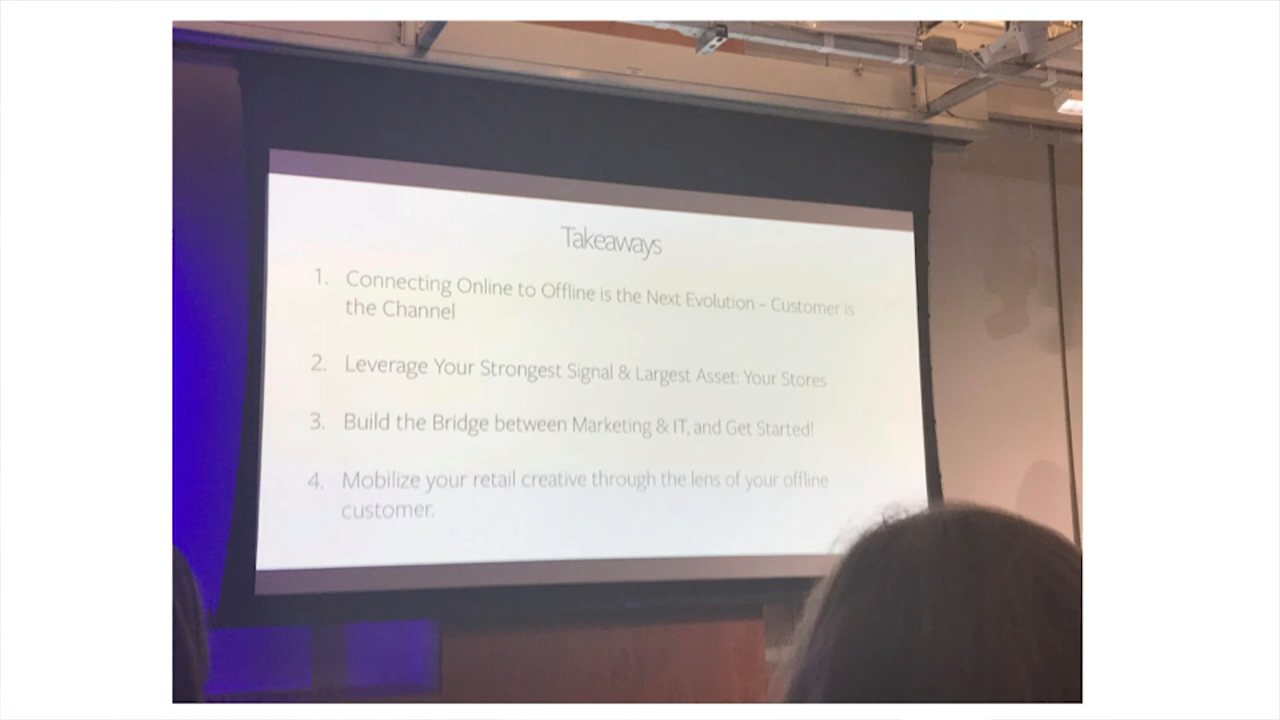 Takeaways
1. Connecting Online to Offline is the Next Evolution – Customer is
the Channel
2. Leverage Your Strongest Signal & Largest Asset: Your Stores
3. Build the Bridge between Marketing & IT, and Get Started!
4. Mobilize your retail creative through the lens of your offline
customer.